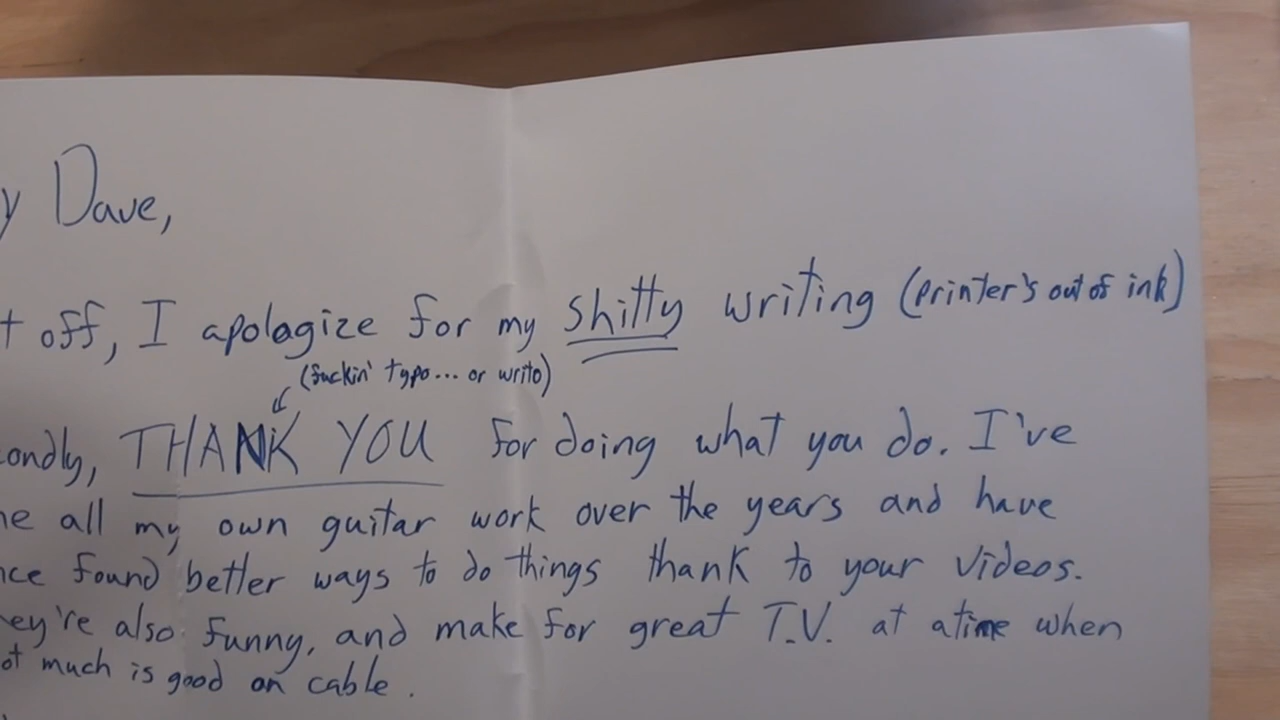 y Dave,
t off, I apologize for my shitty writing (printer's out of ink)
(fuckin' typo... or writo)
ondly, THANK YOU for doing what you do. I've
ne all my own guitar work over the years and have
nce found better ways to do things thank to your videos.
hey're also funny, and make for great T.V. at a time when
ot much is good on cable.